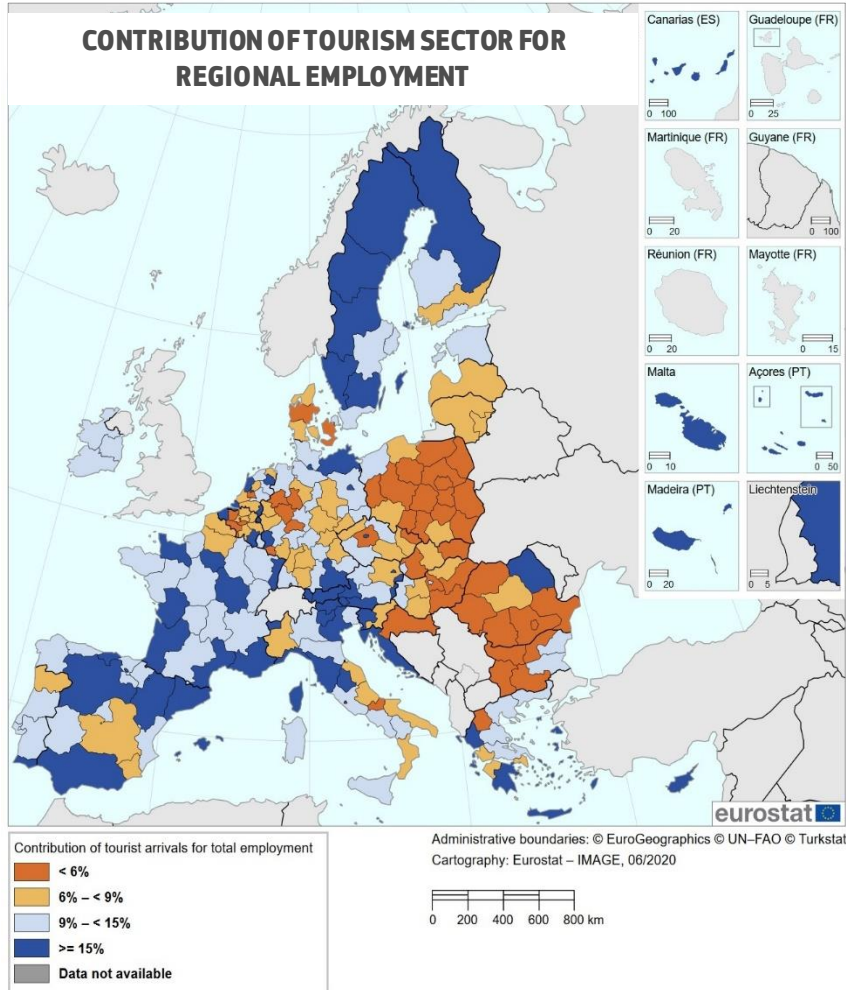 CONTRIBUTION OF TOURISM SECTOR FOR
REGIONAL EMPLOYMENT
Canarias (ES)
0 100
Guadeloupe (FR)
0 25
Martinique (FR)
0 20
Guyane (FR)
0 100
Réunion (FR)
0 20
Mayotte (FR)
0 15
Malta
0 10
Açores (PT)
0 50
Madeira (PT)
0 20
Liechtenstein
0 5
eurostat
Contribution of tourist arrivals for total employment
< 6%
6% – < 9%
9% – < 15%
>= 15%
Data not available
Administrative boundaries: © EuroGeographics © UN–FAO © Turkstat
Cartography: Eurostat – IMAGE, 06/2020
0 200 400 600 800 km